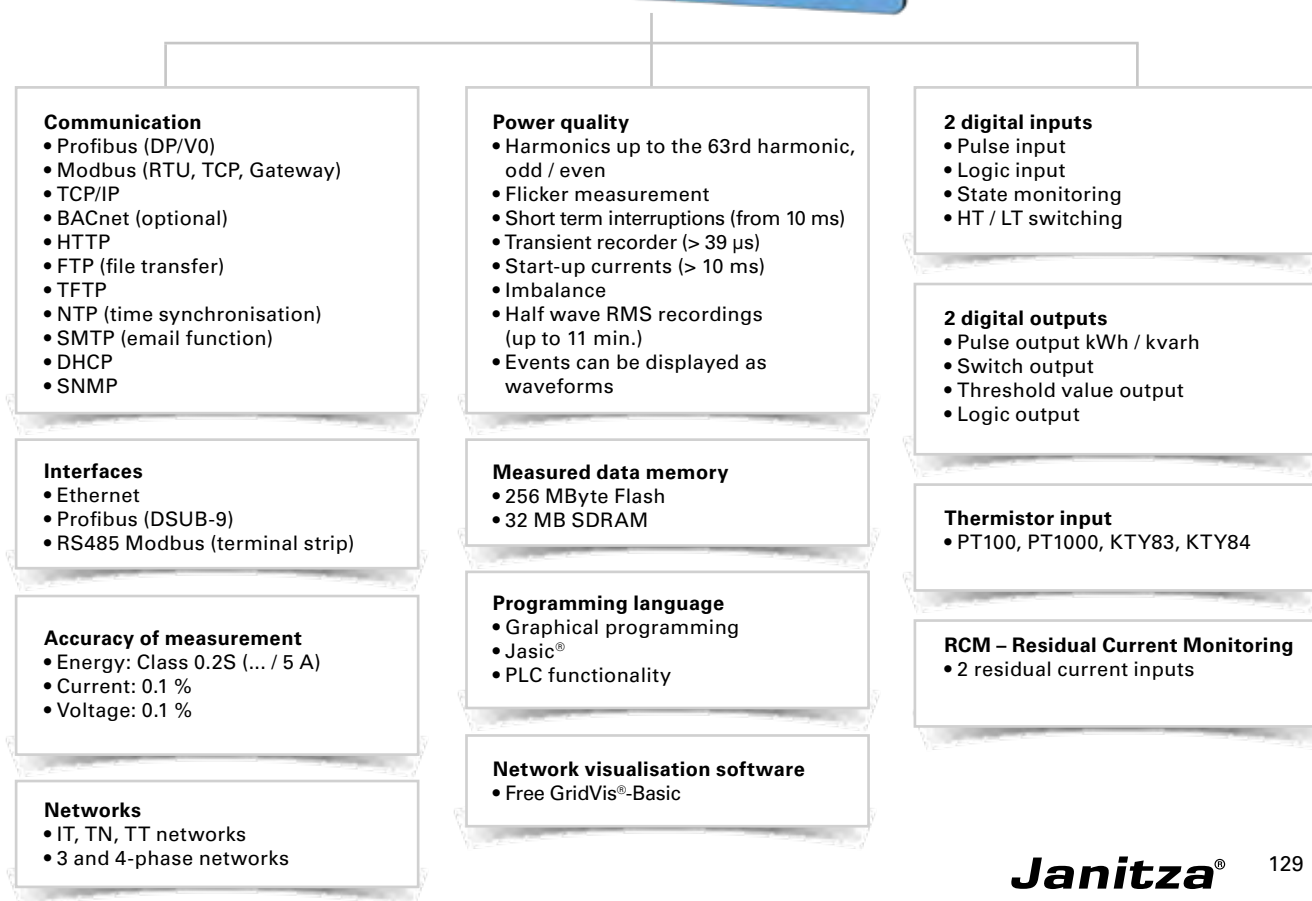 Communication
• Profibus (DP/V0)
• Modbus (RTU, TCP, Gateway)
• TCP/IP
• BACnet (optional)
• HTTP
• FTP (file transfer)
• TFTP
• NTP (time synchronisation)
• SMTP (email function)
• DHCP
• SNMP
Interfaces
• Ethernet
• Profibus (DSUB-9)
• RS485 Modbus (terminal strip)
Accuracy of measurement
• Energy: Class 0.2S (... / 5 A)
• Current: 0.1 %
• Voltage: 0.1 %
Networks
• IT, TN, TT networks
• 3 and 4-phase networks
Power quality
• Harmonics up to the 63rd harmonic,
odd / even
• Flicker measurement
• Short term interruptions (from 10 ms)
• Transient recorder (> 39 µs)
• Start-up currents (> 10 ms)
• Imbalance
• Half wave RMS recordings
(up to 11 min.)
• Events can be displayed as
waveforms
Measured data memory
• 256 MByte Flash
• 32 MB SDRAM
Programming language
• Graphical programming
• Jasic®
• PLC functionality
Network visualisation software
• Free GridVis®-Basic
2 digital inputs
• Pulse input
• Logic input
• State monitoring
• HT / LT switching
2 digital outputs
• Pulse output kWh / kvarh
• Switch output
• Threshold value output
• Logic output
Thermistor input
• PT100, PT1000, KTY83, KTY84
RCM – Residual Current Monitoring
• 2 residual current inputs
Janitza® 129